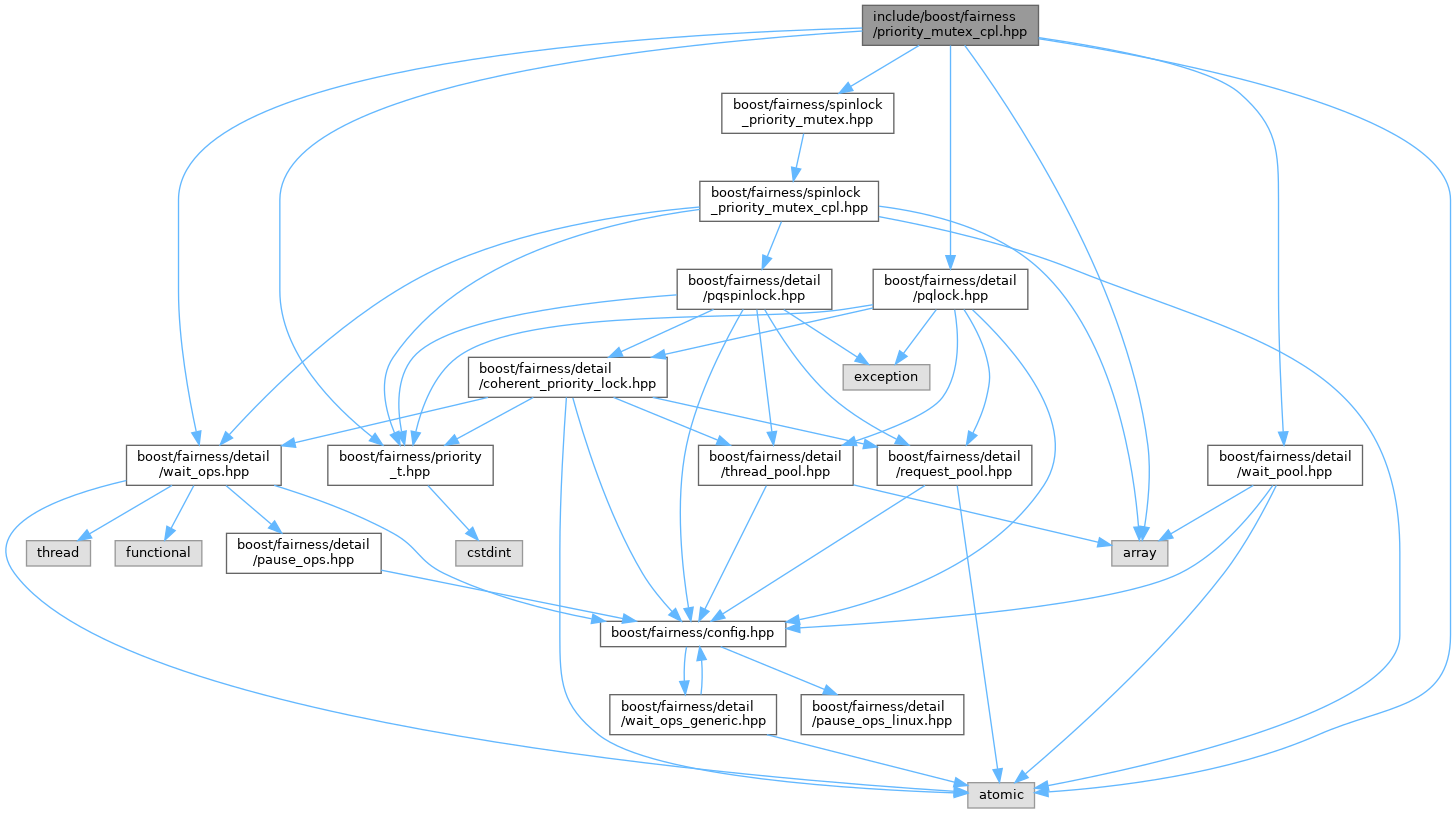 include/boost/fairness
/priority_mutex_cpl.hpp
boost/fairness/spinlock
_priority_mutex.hpp
boost/fairness/spinlock
_priority_mutex_cpl.hpp
boost/fairness/detail
/pqspinlock.hpp
boost/fairness/detail
/pqlock.hpp
boost/fairness/detail
/coherent_priority_lock.hpp
exception
boost/fairness/detail
/wait_ops.hpp
boost/fairness/priority
_t.hpp
boost/fairness/detail
/thread_pool.hpp
boost/fairness/detail
/request_pool.hpp
boost/fairness/detail
/wait_pool.hpp
thread
functional
boost/fairness/detail
/pause_ops.hpp
cstdint
array
boost/fairness/config.hpp
boost/fairness/detail
/wait_ops_generic.hpp
boost/fairness/detail
/pause_ops_linux.hpp
atomic